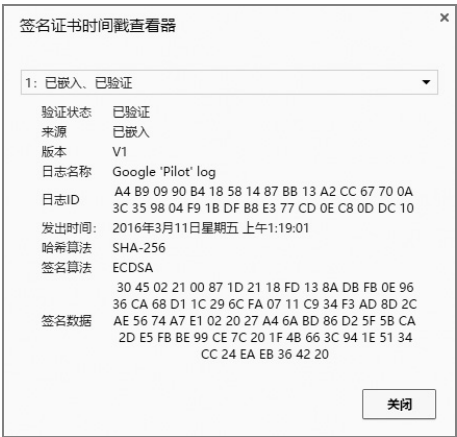 签名证书时间戳查看器
×
1：已嵌入、已验证
验证状态 已验证
来源 已嵌入
版本 V1
日志名称 Google 'Pilot' log
日志ID A4 B9 09 90 B4 18 58 14 87 BB 13 A2 CC 67 70 0A
3C 35 98 04 F9 1B DF B8 E3 77 CD 0E C8 0D DC 10
发出时间: 2016年3月11日星期五 上午1:19:01
哈希算法 SHA-256
签名算法 ECDSA
签名数据 30 45 02 21 00 87 1D 21 18 FD 13 8A DB FB 0E 96
36 CA 68 D1 1C 29 6C FA 07 11 C9 34 F3 AD 8D 2C
AE 56 74 A7 E1 02 20 27 A4 6A BD 86 D2 5F 5B CA
2D E5 FB BE 99 CE 7C 20 1F 4B 66 3C 94 1E 51 34
CC 24 EA EB 36 42 20
关闭